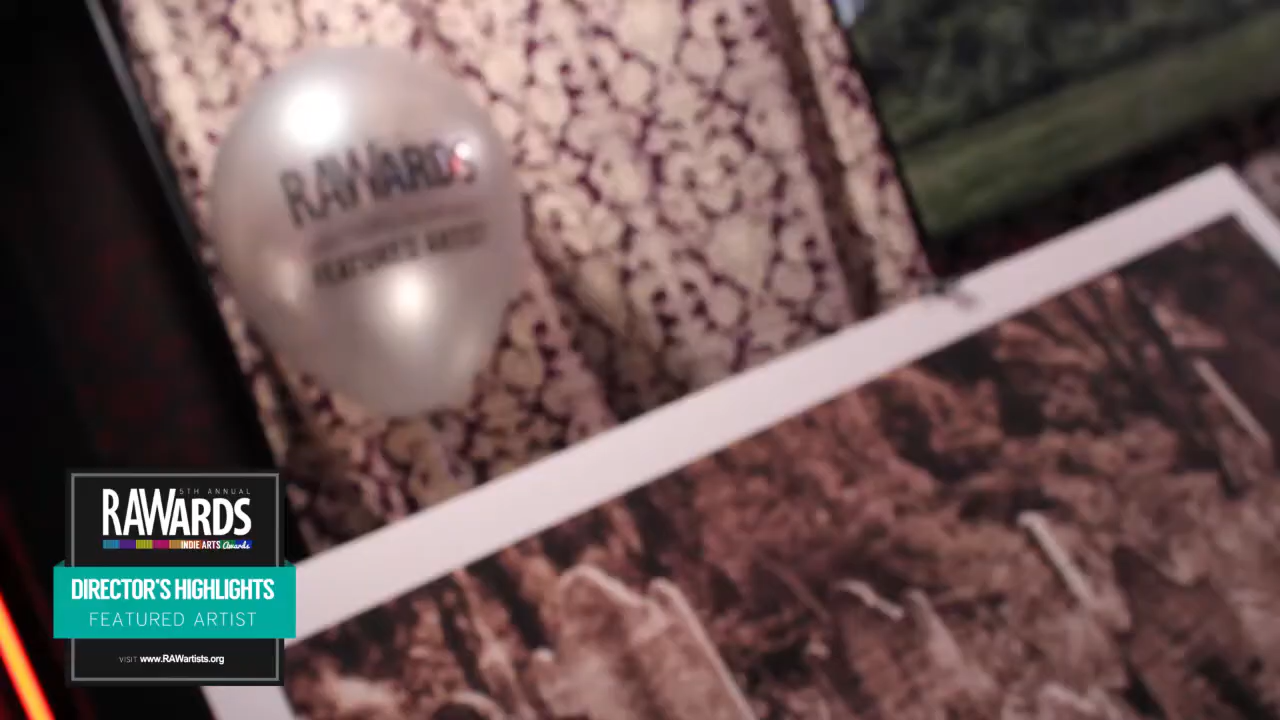 RAWARDS
FEATURED ARTIST
5TH ANNUAL
RAWARDS
INDIE ARTS Awards
DIRECTOR'S HIGHLIGHTS
FEATURED ARTIST
VISIT www.RAWartists.org